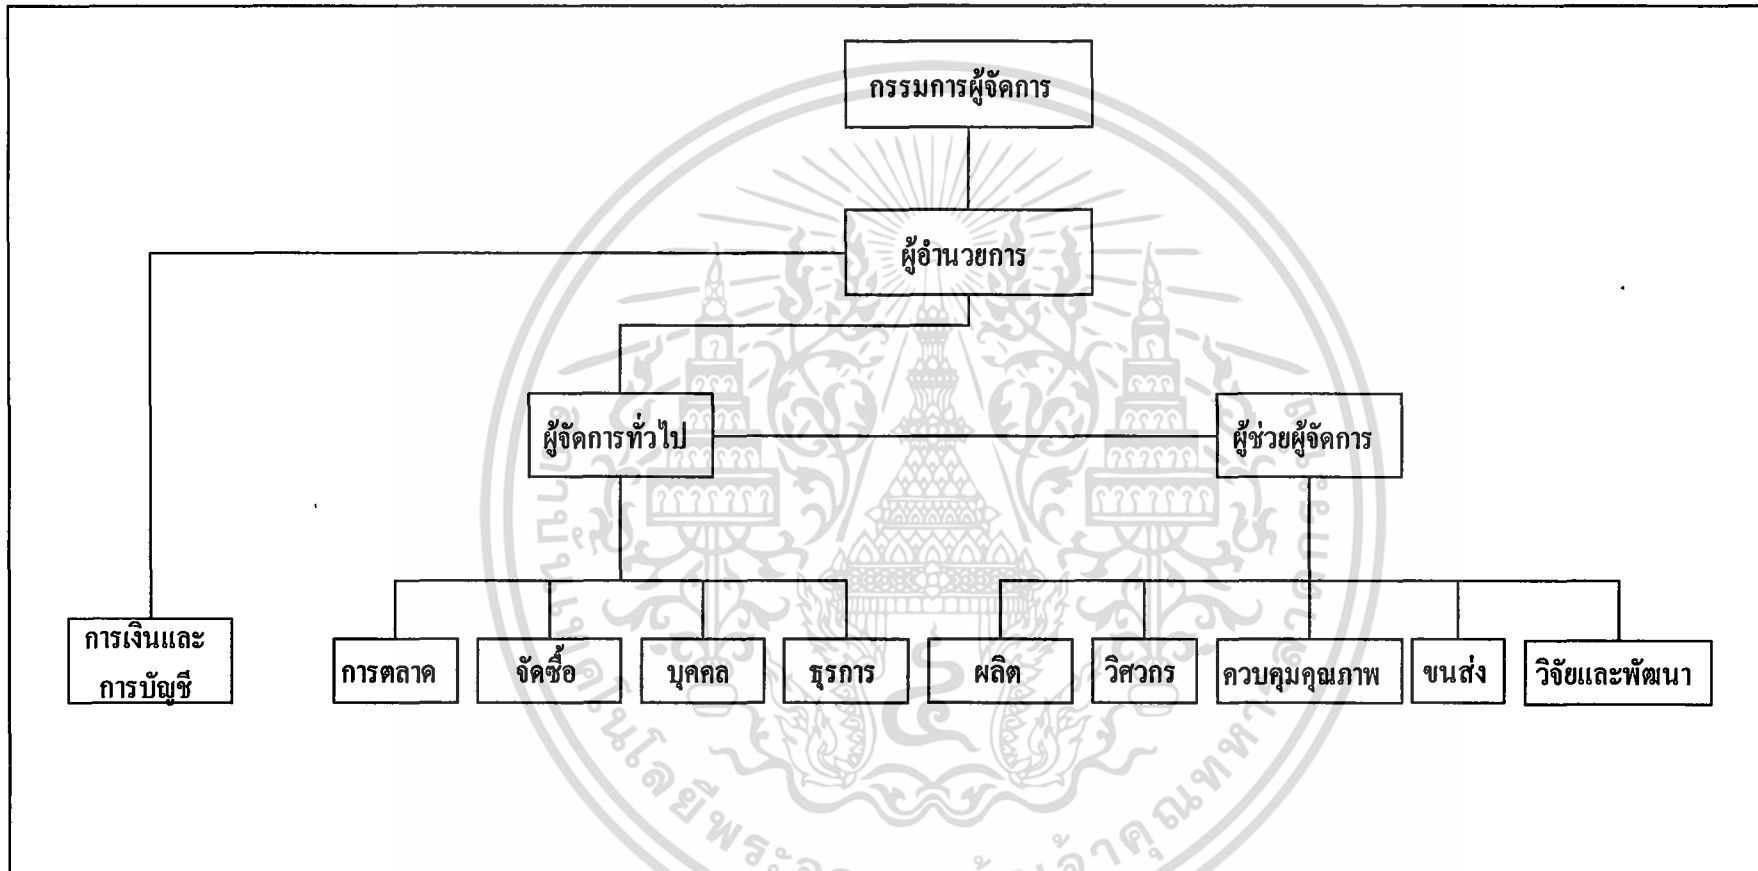 กรรมการผู้จัดการ
ผู้อำนวยการ
ผู้จัดการทั่วไป
ผู้ช่วยผู้จัดการ
การเงินและ
การบัญชี
การตลาด
จัดซื้อ
บุคคล
ธุรการ
ผลิต
วิศวกร
ควบคุมคุณภาพ
ขนส่ง
วิจัยและพัฒนา